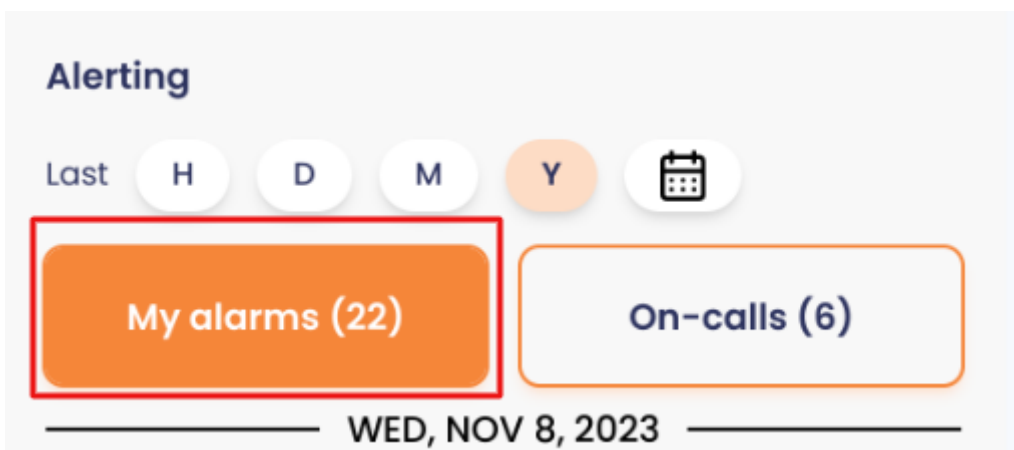 Alerting
Last H D M Y
My alarms (22) On-calls (6)
WED, NOV 8, 2023